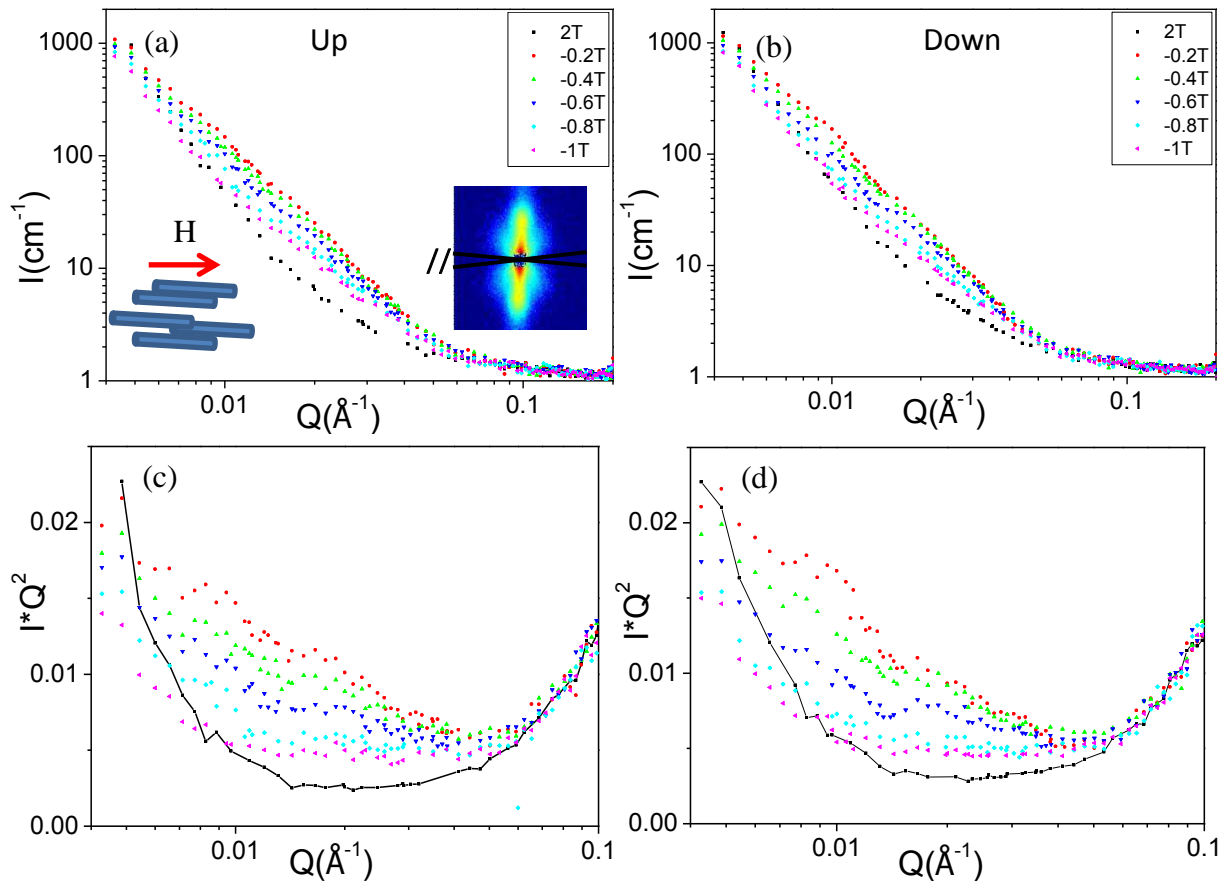 (a)
Up
2T
-0.2T
-0.4T
-0.6T
-0.8T
-1T
1000
100
10
1
I(cm⁻¹)
H
//
0.01
0.1
Q(Å⁻¹)
(b)
Down
2T
-0.2T
-0.4T
-0.6T
-0.8T
-1T
1000
100
10
1
I(cm⁻¹)
0.01
0.1
Q(Å⁻¹)
(c)
0.02
0.01
0.00
I*Q²
0.01
0.1
Q(Å⁻¹)
(d)
0.02
0.01
0.00
I*Q²
0.01
0.1
Q(Å⁻¹)